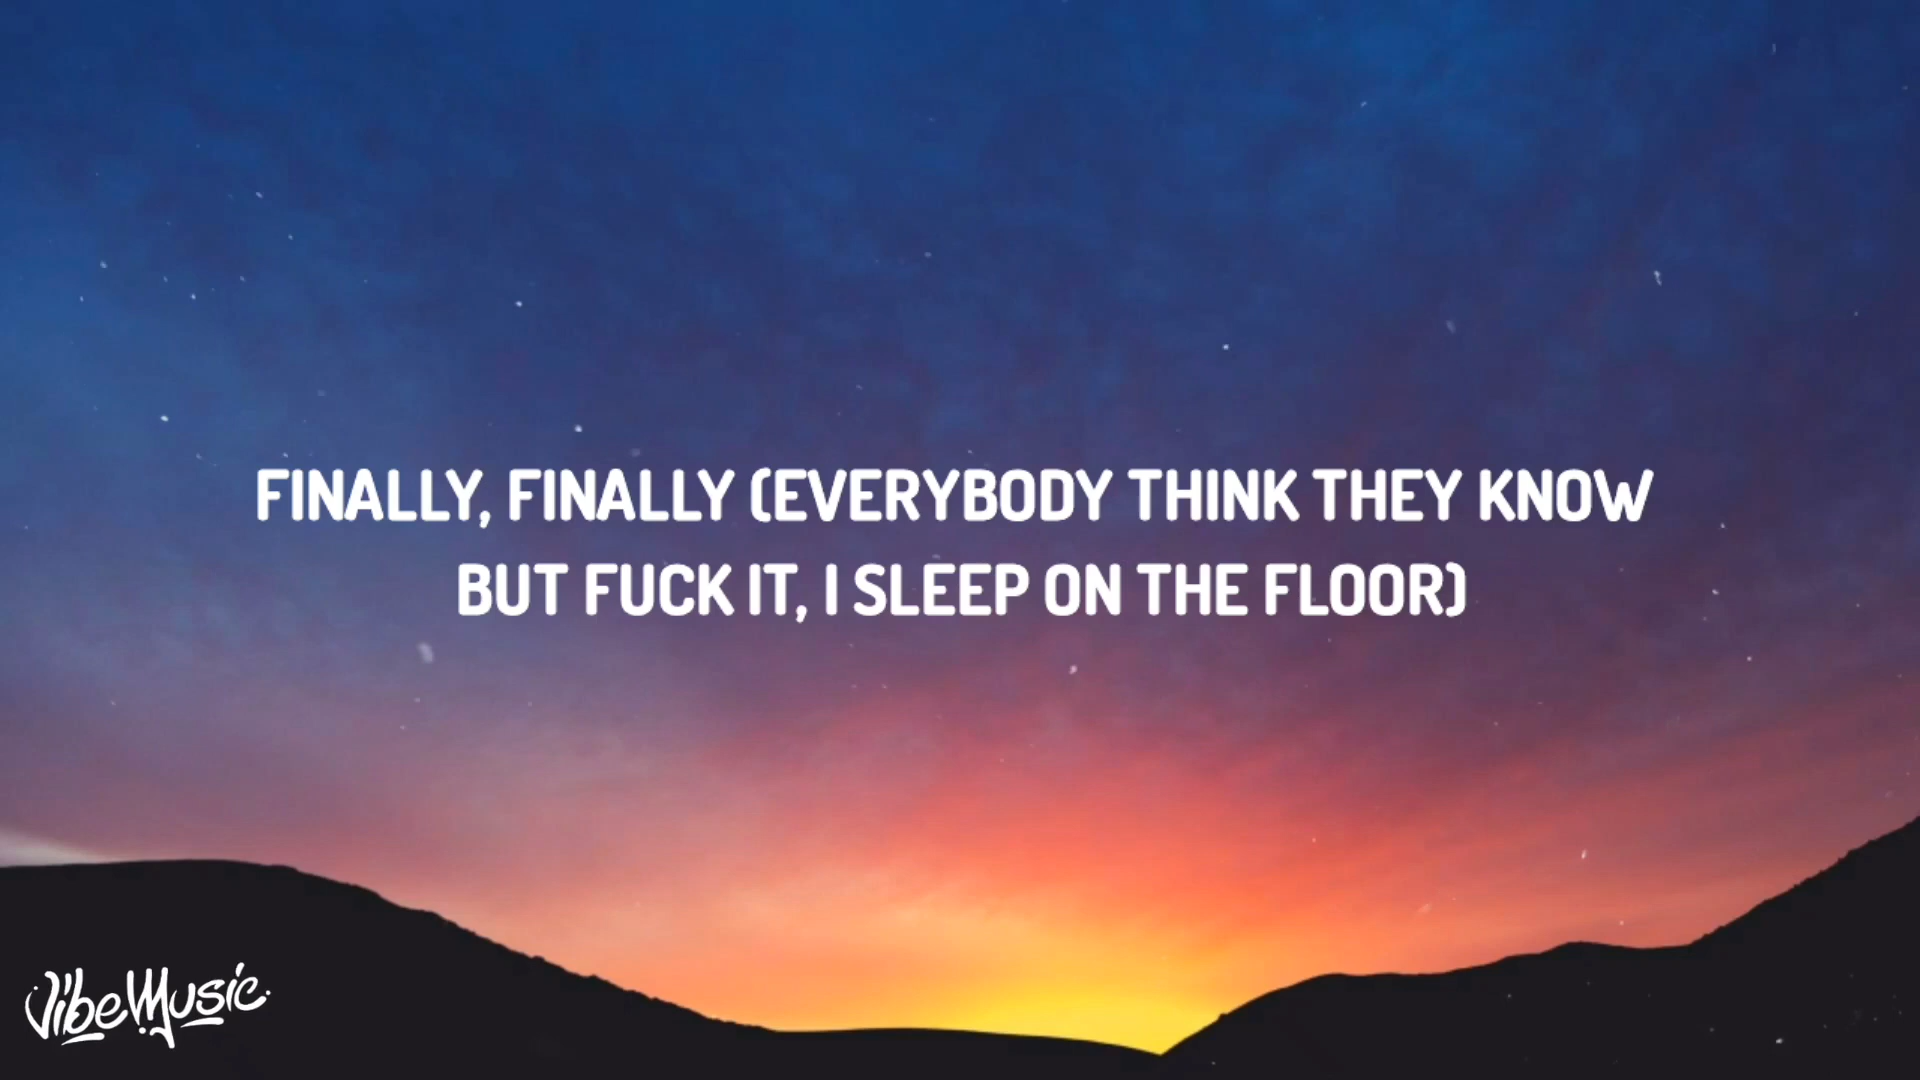 FINALLY, FINALLY (EVERYBODY THINK THEY KNOW
BUT FUCK IT, I SLEEP ON THE FLOOR)
VibeMusic